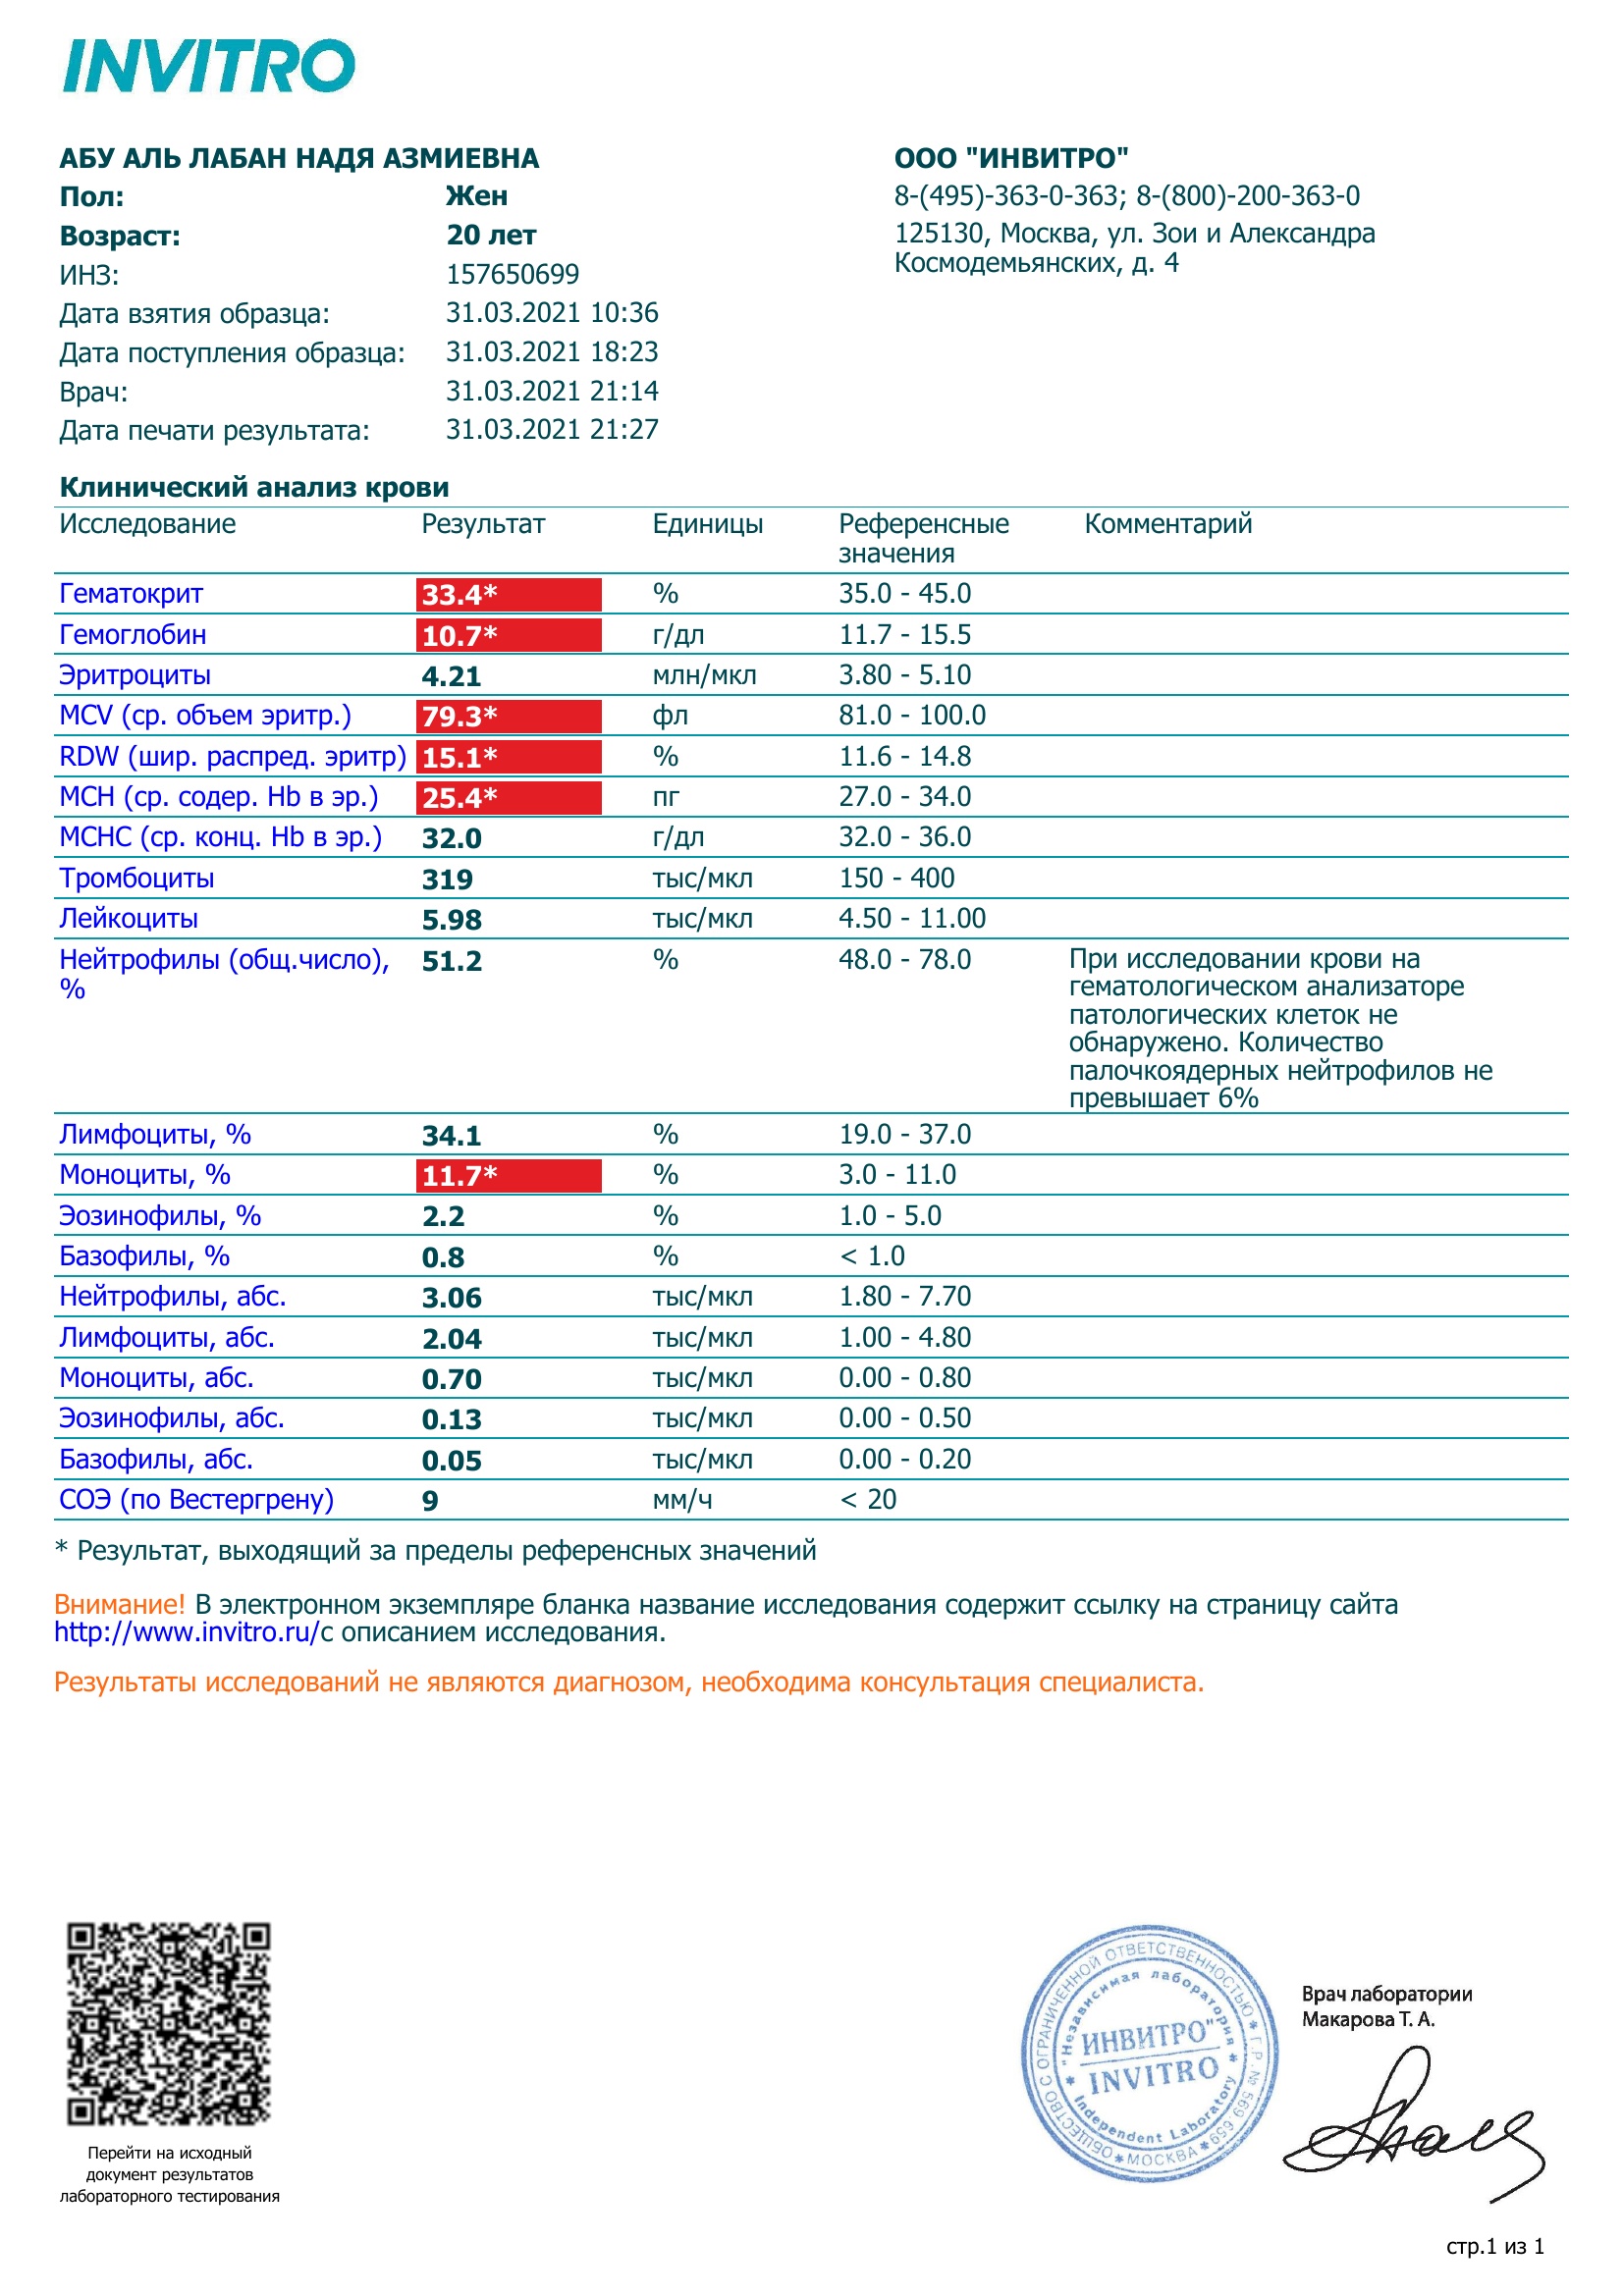 INVITRO
АБУ АЛЬ ЛАБАН НАДЯ АЗМИЕВНА
Пол: Жен
Возраст: 20 лет
ИНЗ: 157650699
Дата взятия образца: 31.03.2021 10:36
Дата поступления образца: 31.03.2021 18:23
Врач: 31.03.2021 21:14
Дата печати результата: 31.03.2021 21:27
ООО "ИНВИТРО"
8-(495)-363-0-363; 8-(800)-200-363-0
125130, Москва, ул. Зои и Александра
Космодемьянских, д. 4
Клинический анализ крови
Исследование Результат Единицы Референсные значения Комментарий
Гематокрит 33.4* % 35.0 - 45.0
Гемоглобин 10.7* г/дл 11.7 - 15.5
Эритроциты 4.21 млн/мкл 3.80 - 5.10
MCV (ср. объем эритр.) 79.3* фл 81.0 - 100.0
RDW (шир. распред. эритр) 15.1* % 11.6 - 14.8
MCH (ср. содер. Hb в эр.) 25.4* пг 27.0 - 34.0
MCHC (ср. конц. Hb в эр.) 32.0 г/дл 32.0 - 36.0
Тромбоциты 319 тыс/мкл 150 - 400
Лейкоциты 5.98 тыс/мкл 4.50 - 11.00
Нейтрофилы (общ.число), % 51.2 % 48.0 - 78.0
При исследовании крови на
гематологическом анализаторе
патологических клеток не
обнаружено. Количество
палочкоядерных нейтрофилов не
превышает 6%
Лимфоциты, % 34.1 % 19.0 - 37.0
Моноциты, % 11.7* % 3.0 - 11.0
Эозинофилы, % 2.2 % 1.0 - 5.0
Базофилы, % 0.8 % < 1.0
Нейтрофилы, абс. 3.06 тыс/мкл 1.80 - 7.70
Лимфоциты, абс. 2.04 тыс/мкл 1.00 - 4.80
Моноциты, абс. 0.70 тыс/мкл 0.00 - 0.80
Эозинофилы, абс. 0.13 тыс/мкл 0.00 - 0.50
Базофилы, абс. 0.05 тыс/мкл 0.00 - 0.20
СОЭ (по Вестергрену) 9 мм/ч < 20
* Результат, выходящий за пределы референсных значений
Внимание! В электронном экземпляре бланка название исследования содержит ссылку на страницу сайта
http://www.invitro.ru/с описанием исследования.
Результаты исследований не являются диагнозом, необходима консультация специалиста.
Перейти на исходный
документ результатов
лабораторного тестирования
ОБЩЕСТВО С ОГРАНИЧЕННОЙ ОТВЕТСТВЕННОСТЬЮ * Г.Р.№ 569 659 * МОСКВА *
"Независимая лаборатория
ИНВИТРО"
INVITRO
Independent Laboratory
Врач лаборатории
Макарова Т. А.
стр.1 из 1